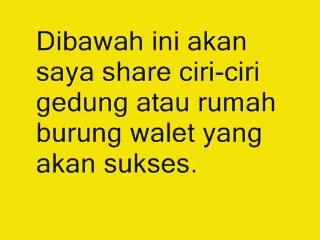 Dibawah ini akan
saya share ciri-ciri
gedung atau rumah
burung walet yang
akan sukses.